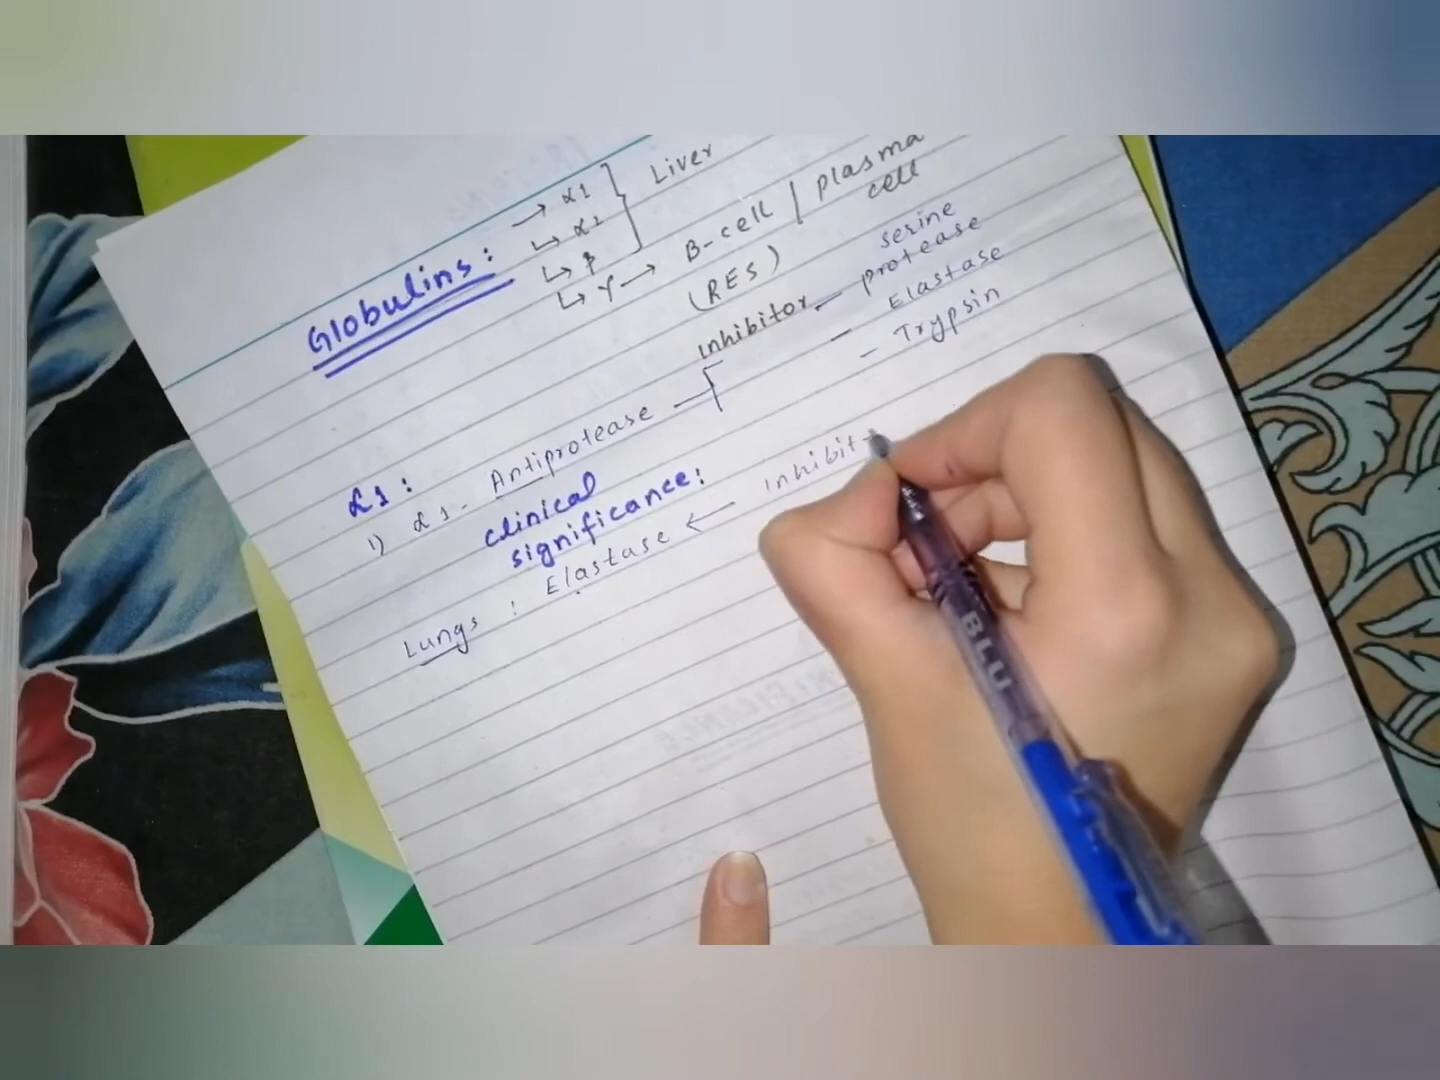 Globulins : → α1
↳ α2
↳ β
Liver
↳ γ → B-cell / plasma
cell
(RES)
α1 :
1) α1- Antiprotease — inhibitor — serine
protease
— Elastase
— Trypsin
clinical
significance:
Lungs : Elastase ← inhibit
BLU